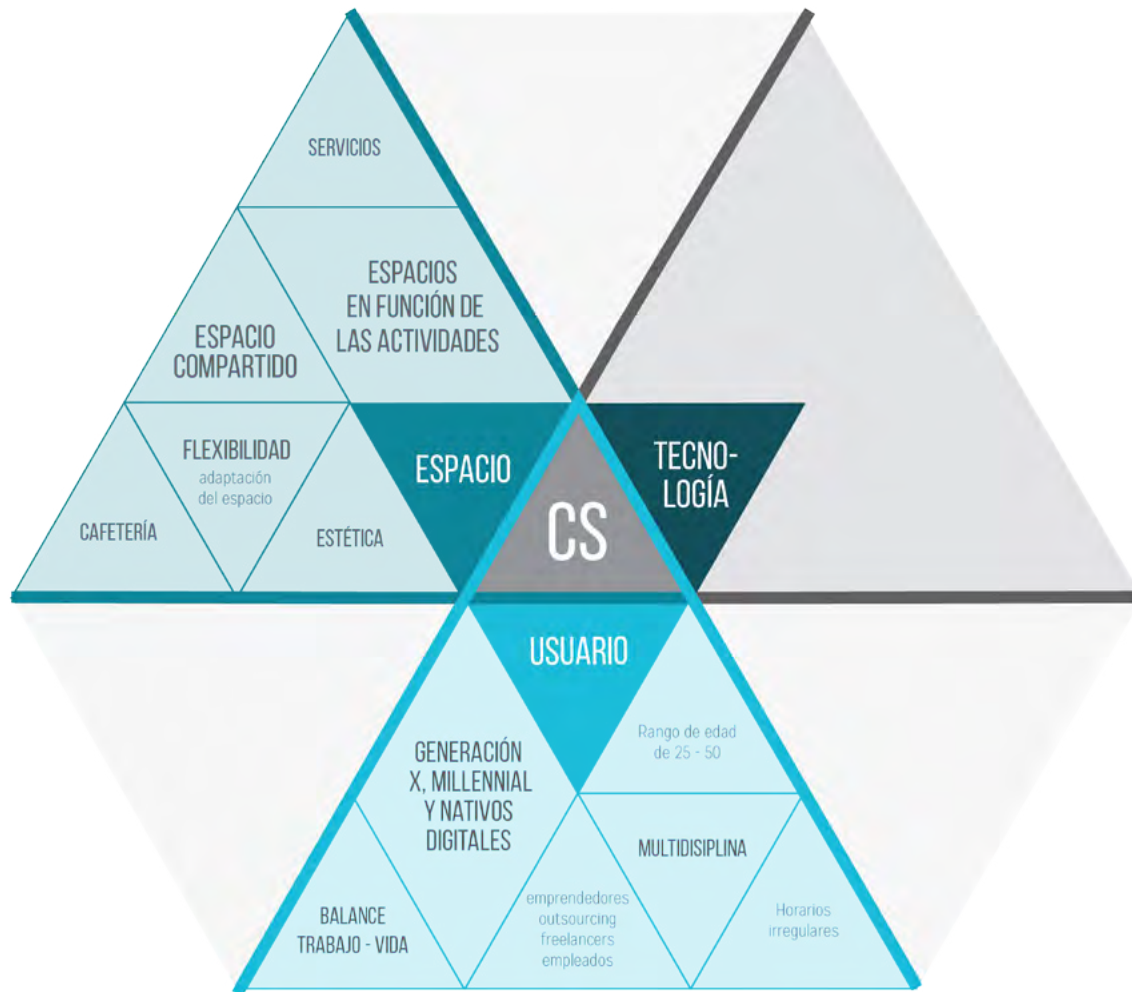 SERVICIOS
ESPACIOS
EN FUNCIÓN DE
LAS ACTIVIDADES
ESPACIO
COMPARTIDO
FLEXIBILIDAD
adaptación
del espacio
CAFETERÍA
ESTÉTICA
ESPACIO
TECNO-
LOGÍA
CS
USUARIO
Rango de edad
de 25 - 50
GENERACIÓN
X, MILLENNIAL
Y NATIVOS
DIGITALES
MULTIDISIPLINA
BALANCE
TRABAJO - VIDA
emprendedores
outsourcing
freelancers
empleados
Horarios
irregulares